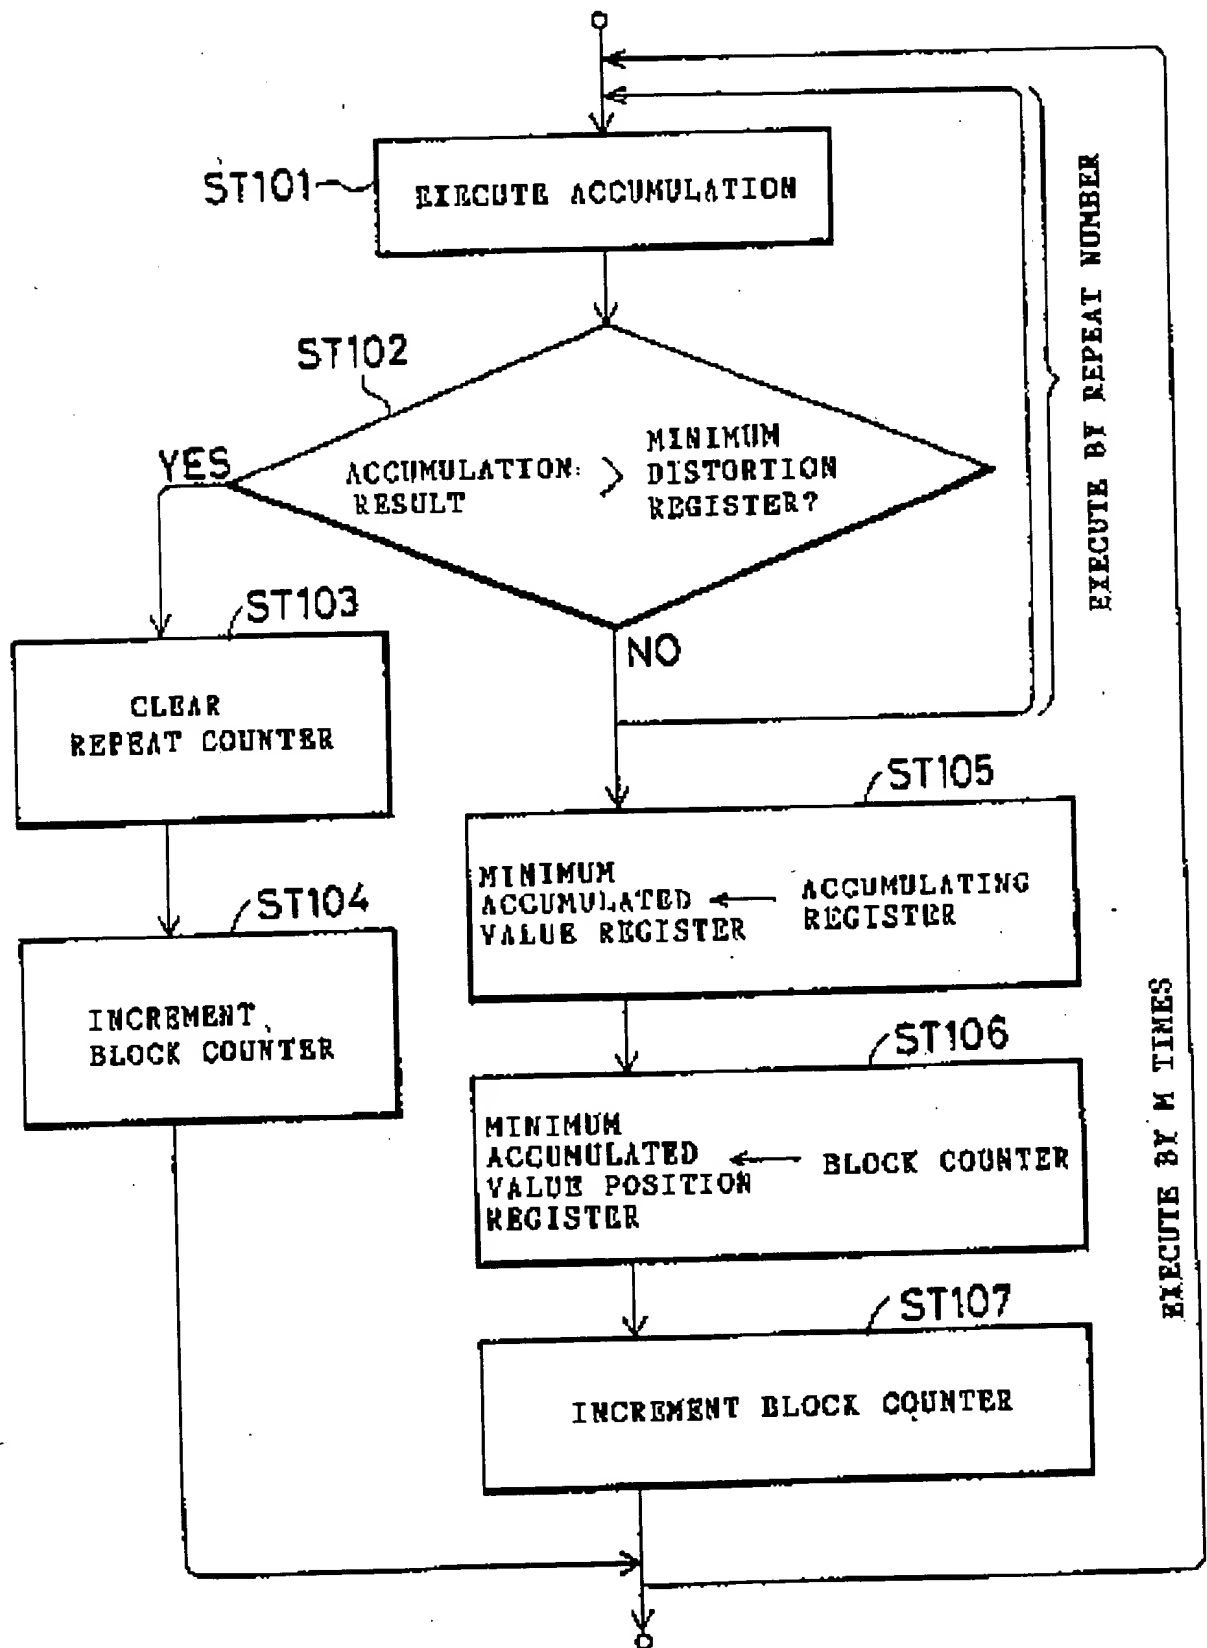 ST101
EXECUTE ACCUMULATION
EXECUTE BY REPEAT NUMBER
ST102
YES
ACCUMULATION
RESULT
>
MINIMUM
DISTORTION
REGISTER?
NO
ST103
CLEAR
REPEAT COUNTER
ST104
INCREMENT
BLOCK COUNTER
ST105
MINIMUM
ACCUMULATED
VALUE REGISTER
ACCUMULATING
REGISTER
ST106
MINIMUM
ACCUMULATED
VALUE POSITION
REGISTER
BLOCK COUNTER
ST107
INCREMENT BLOCK COUNTER
EXECUTE BY M TIMES